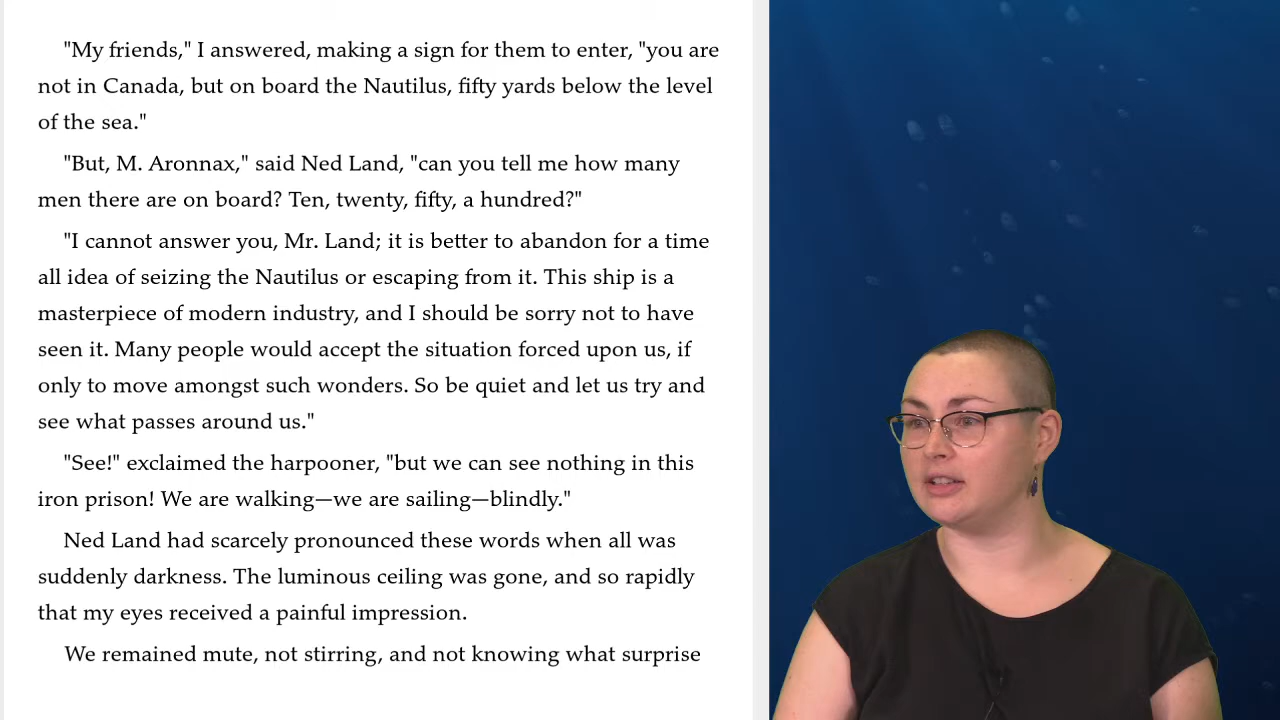 "My friends," I answered, making a sign for them to enter, "you are
not in Canada, but on board the Nautilus, fifty yards below the level
of the sea."
"But, M. Aronnax," said Ned Land, "can you tell me how many
men there are on board? Ten, twenty, fifty, a hundred?"
"I cannot answer you, Mr. Land; it is better to abandon for a time
all idea of seizing the Nautilus or escaping from it. This ship is a
masterpiece of modern industry, and I should be sorry not to have
seen it. Many people would accept the situation forced upon us, if
only to move amongst such wonders. So be quiet and let us try and
see what passes around us."
"See!" exclaimed the harpooner, "but we can see nothing in this
iron prison! We are walking—we are sailing—blindly."
Ned Land had scarcely pronounced these words when all was
suddenly darkness. The luminous ceiling was gone, and so rapidly
that my eyes received a painful impression.
We remained mute, not stirring, and not knowing what surprise